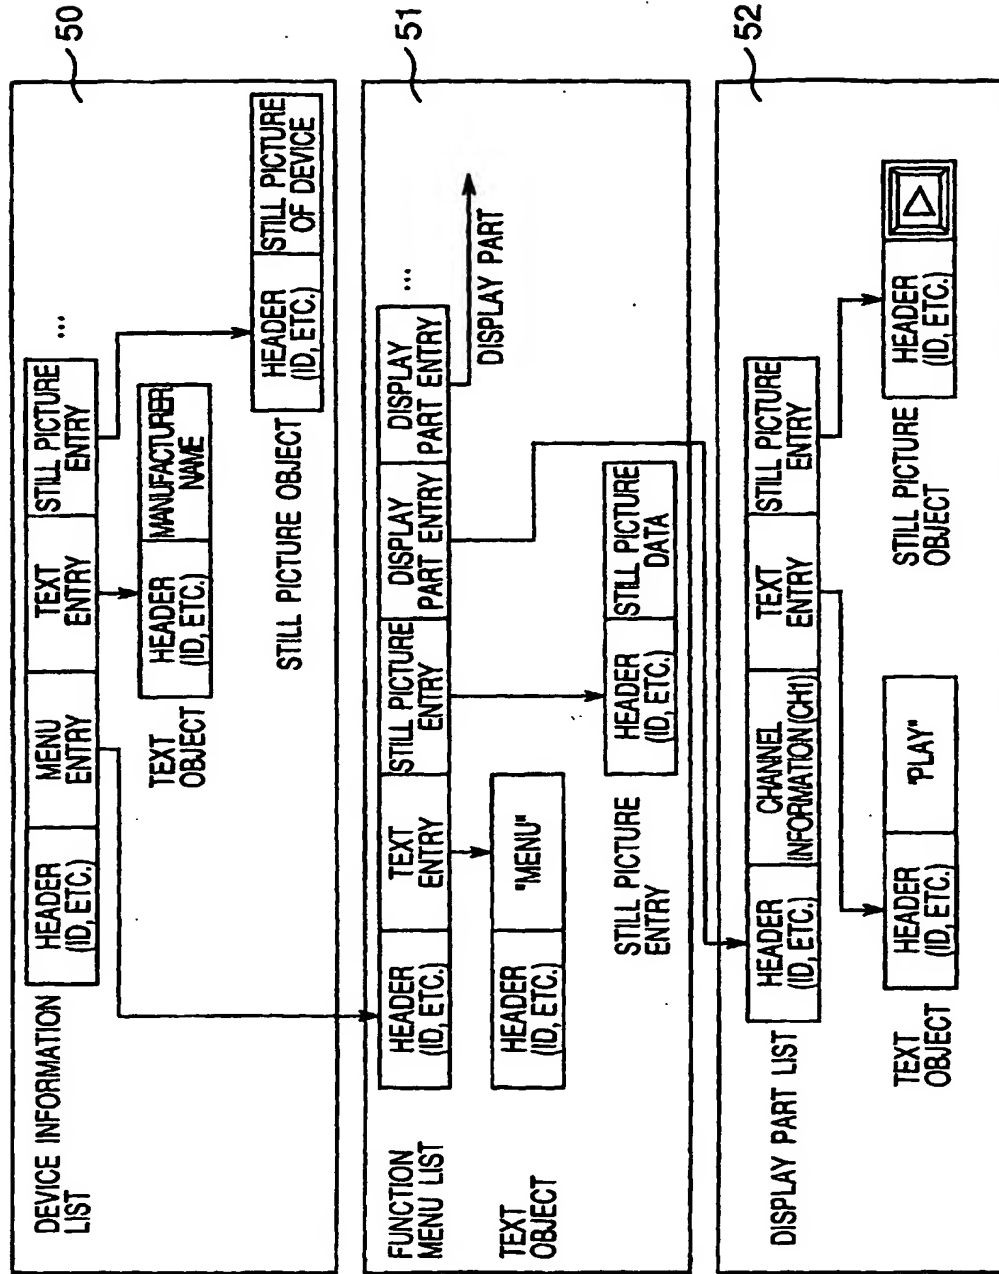 50
DEVICE INFORMATION
LIST
HEADER
(ID, ETC.)
MENU
ENTRY
TEXT
ENTRY
STILL PICTURE
ENTRY
...
TEXT
OBJECT
HEADER
(ID, ETC.)
MANUFACTURER
NAME
STILL PICTURE OBJECT
HEADER
(ID, ETC.)
STILL PICTURE
OF DEVICE
51
FUNCTION
MENU LIST
HEADER
(ID, ETC.)
TEXT
ENTRY
STILL PICTURE
ENTRY
DISPLAY
PART ENTRY
DISPLAY
PART ENTRY
...
DISPLAY PART
TEXT
OBJECT
HEADER
(ID, ETC.)
"MENU"
STILL PICTURE
ENTRY
HEADER
(ID, ETC.)
STILL PICTURE
DATA
52
DISPLAY PART LIST
HEADER
(ID, ETC.)
CHANNEL
INFORMATION (CH1)
TEXT
ENTRY
STILL PICTURE
ENTRY
TEXT
OBJECT
HEADER
(ID, ETC.)
"PLAY"
STILL PICTURE
OBJECT
HEADER
(ID, ETC.)